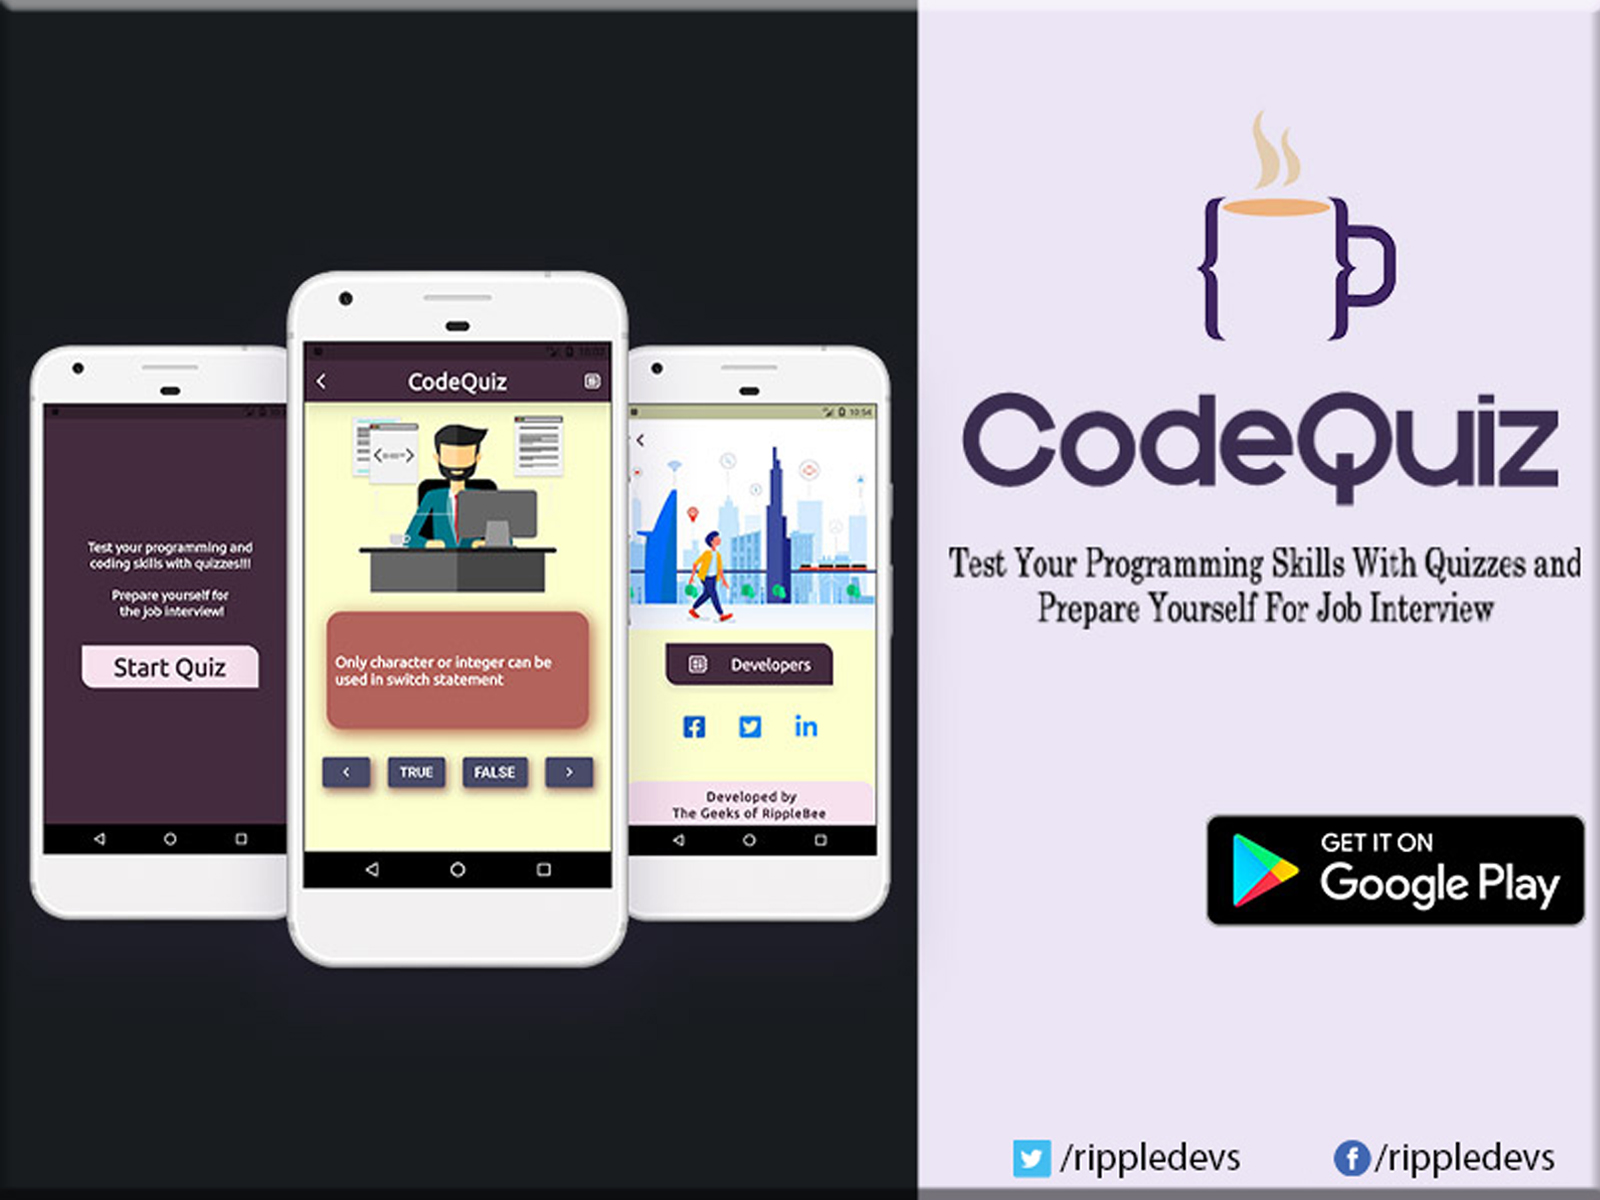 Test your programming and
coding skills with quizzes!!!
Prepare yourself for
the job interview!
Start Quiz
CodeQuiz
Only character or integer can be
used in switch statement
<
TRUE
FALSE
>
10:54
Developers
in
Developed by
The Geeks of RippleBee
CodeQuiz
Test Your Programming Skills With Quizzes and
Prepare Yourself For Job Interview
GET IT ON
Google Play
/rippledevs
/rippledevs